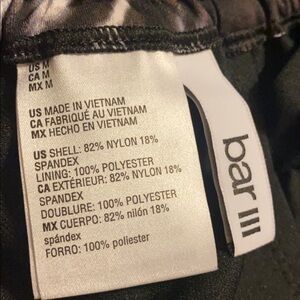 US M
CA M
MX M
US MADE IN VIETNAM
CA FABRIQUÉ AU VIETNAM
MX HECHO EN VIETNAM
US SHELL: 82% NYLON 18%
SPANDEX
LINING: 100% POLYESTER
CA EXTÉRIEUR: 82% NYLON 18%
SPANDEX
DOUBLURE: 100% POLYESTER
MX CUERPO: 82% nilón 18%
spándex
FORRO: 100% poliester
bar III